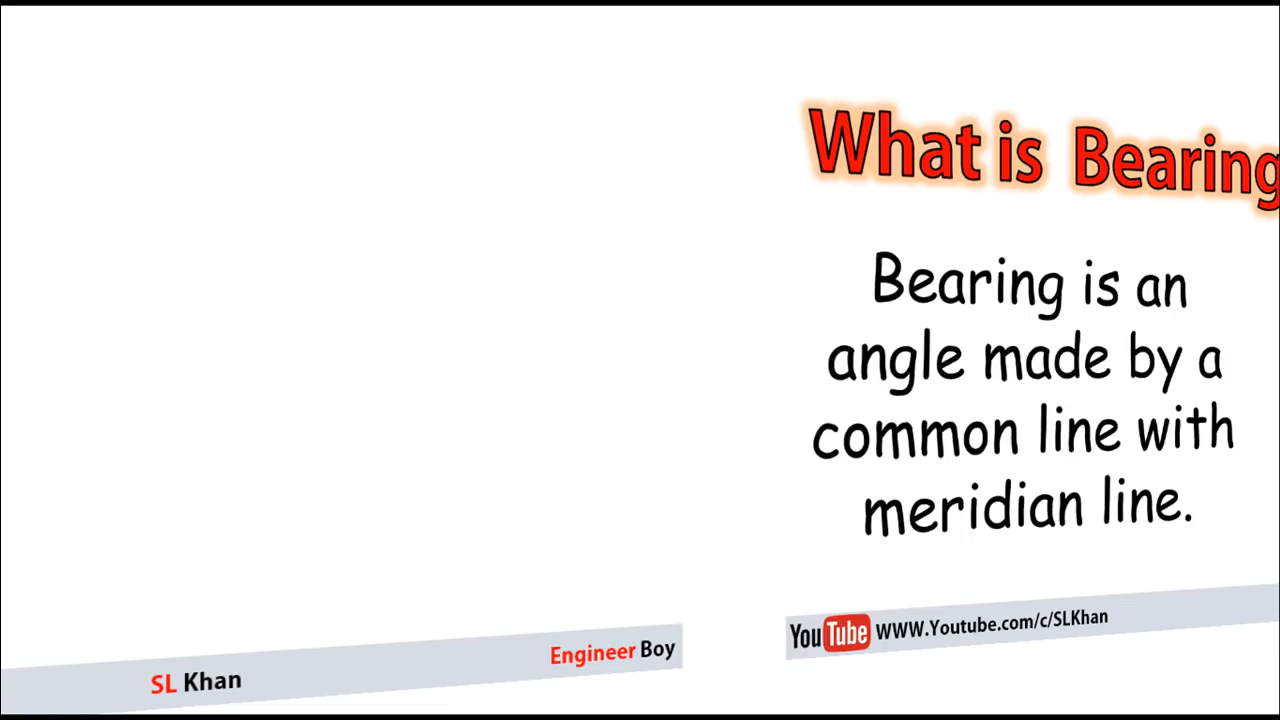 What is Bearing
Bearing is an
angle made by a
common line with
meridian line.
SL Khan
Engineer Boy
YouTube WWW.Youtube.com/c/SLKhan